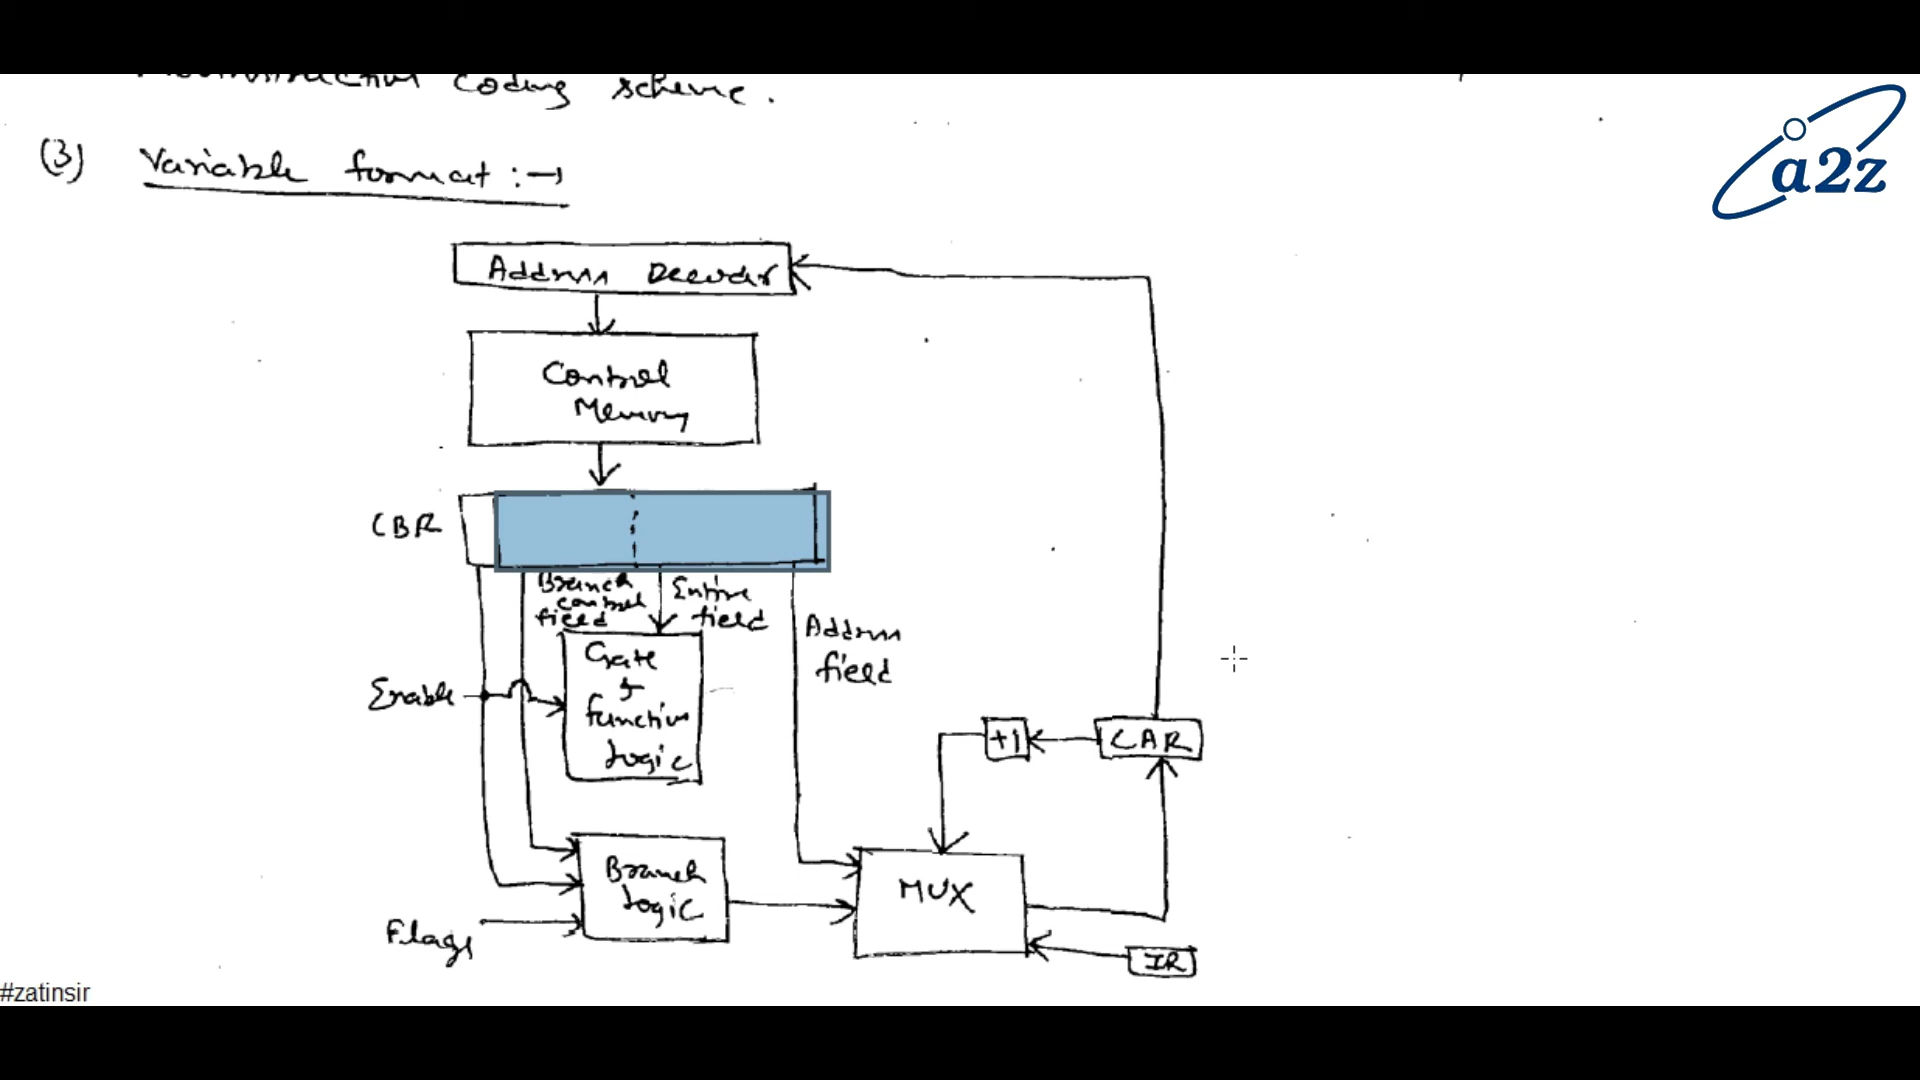 coding scheme.
(3) Variable format :→
a2z
Address Decoder
Control
Memory
CBR
Branch
control
field
Entire
field
Address
field
Gate
&
function
Logic
Enable
+1
CAR
Branch
Logic
MUX
Flags
IR
#zatinsir